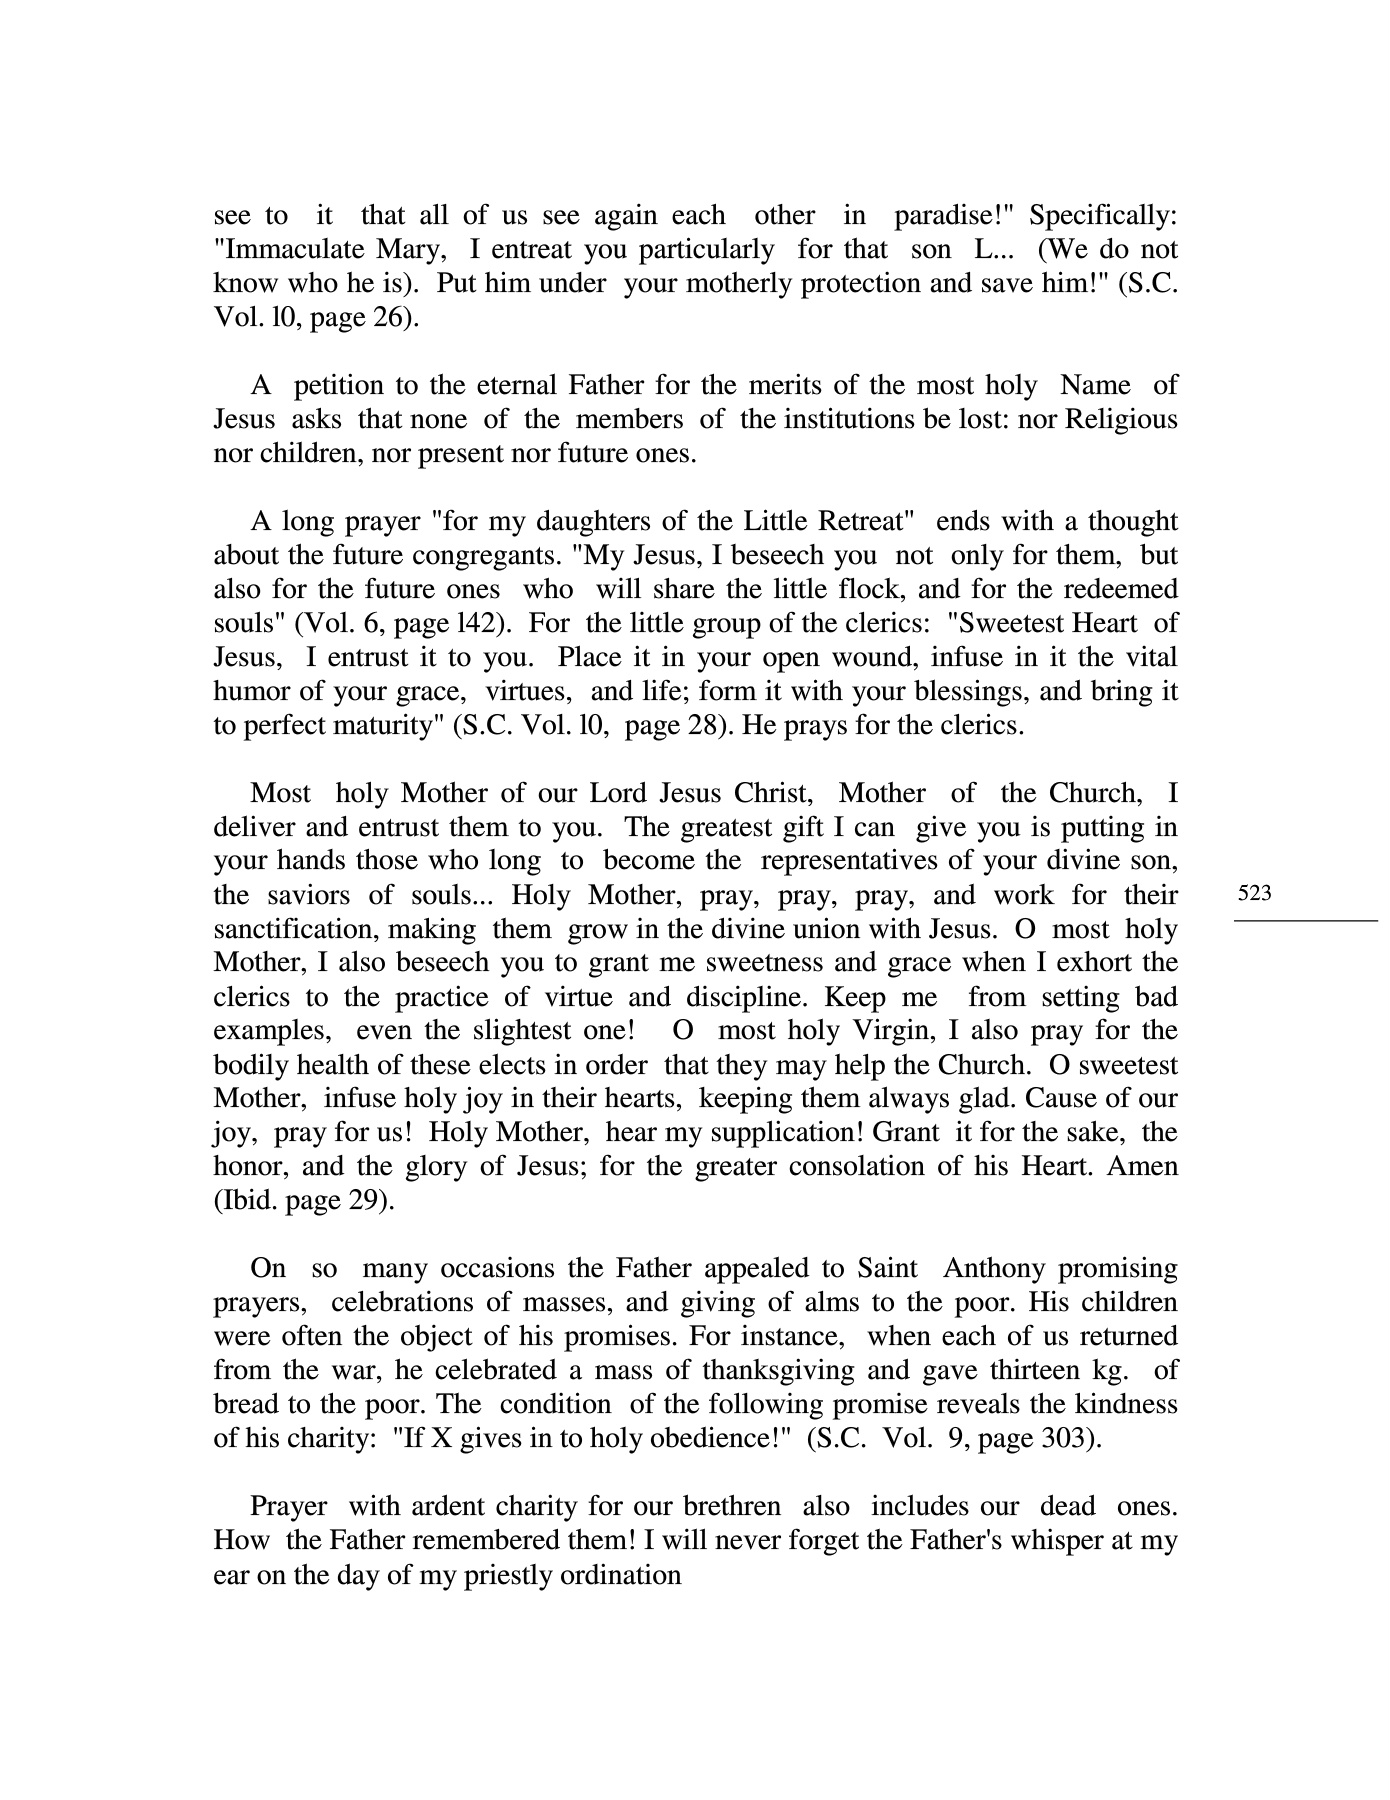 see to it that all of us see again each other in paradise!" Specifically:
"Immaculate Mary, I entreat you particularly for that son L... (We do not
know who he is). Put him under your motherly protection and save him!" (S.C.
Vol. l0, page 26).
A petition to the eternal Father for the merits of the most holy Name of
Jesus asks that none of the members of the institutions be lost: nor Religious
nor children, nor present nor future ones.
A long prayer "for my daughters of the Little Retreat" ends with a thought
about the future congregants. "My Jesus, I beseech you not only for them, but
also for the future ones who will share the little flock, and for the redeemed
souls" (Vol. 6, page l42). For the little group of the clerics: "Sweetest Heart of
Jesus, I entrust it to you. Place it in your open wound, infuse in it the vital
humor of your grace, virtues, and life; form it with your blessings, and bring it
to perfect maturity" (S.C. Vol. l0, page 28). He prays for the clerics.
Most holy Mother of our Lord Jesus Christ, Mother of the Church, I
deliver and entrust them to you. The greatest gift I can give you is putting in
your hands those who long to become the representatives of your divine son,
the saviors of souls... Holy Mother, pray, pray, pray, and work for their
sanctification, making them grow in the divine union with Jesus. O most holy
Mother, I also beseech you to grant me sweetness and grace when I exhort the
clerics to the practice of virtue and discipline. Keep me from setting bad
examples, even the slightest one! O most holy Virgin, I also pray for the
bodily health of these elects in order that they may help the Church. O sweetest
Mother, infuse holy joy in their hearts, keeping them always glad. Cause of our
joy, pray for us! Holy Mother, hear my supplication! Grant it for the sake, the
honor, and the glory of Jesus; for the greater consolation of his Heart. Amen
(Ibid. page 29).
On so many occasions the Father appealed to Saint Anthony promising
prayers, celebrations of masses, and giving of alms to the poor. His children
were often the object of his promises. For instance, when each of us returned
from the war, he celebrated a mass of thanksgiving and gave thirteen kg. of
bread to the poor. The condition of the following promise reveals the kindness
of his charity: "If X gives in to holy obedience!" (S.C. Vol. 9, page 303).
Prayer with ardent charity for our brethren also includes our dead ones.
How the Father remembered them! I will never forget the Father's whisper at my
ear on the day of my priestly ordination
523